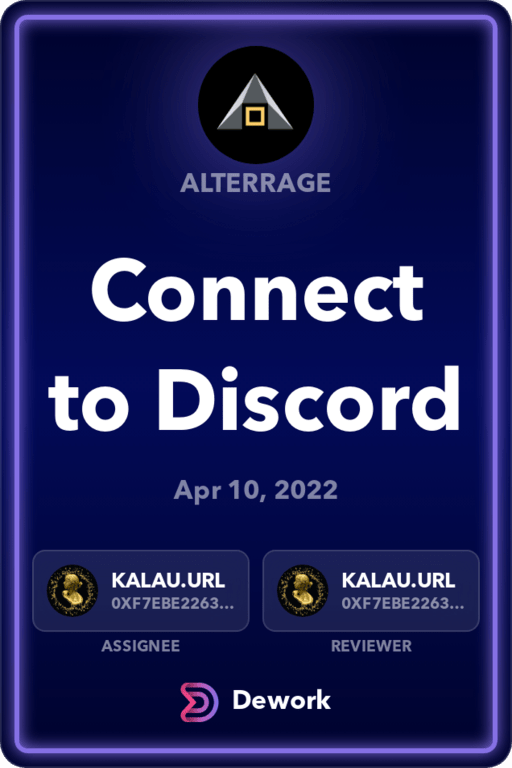 ALTERRAGE
Connect
to Discord
Apr 10, 2022
KALAU.URL
0XF7EBE2263...
ASSIGNEE
KALAU.URL
0XF7EBE2263...
REVIEWER
Dework